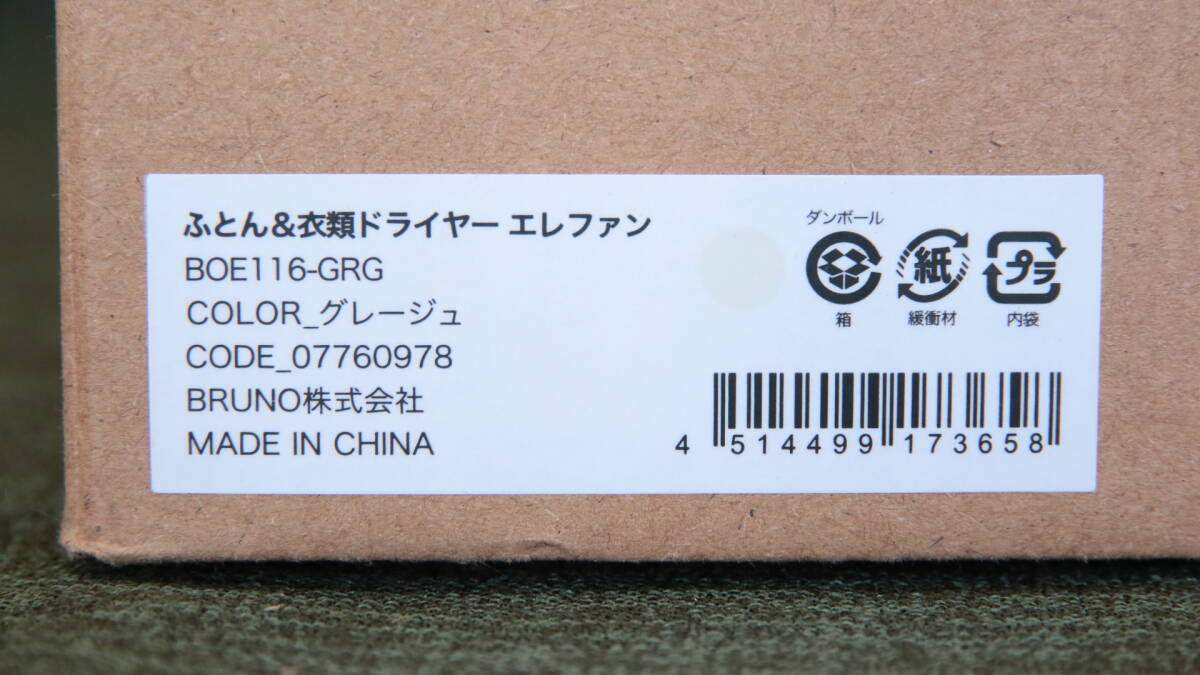 ふとん&衣類ドライヤー エレファン
BOE116-GRG
COLOR_グレージュ
CODE_07760978
BRUNO株式会社
MADE IN CHINA
ダンボール
箱
紙
緩衝材
プラ
内袋
4 514499 173658